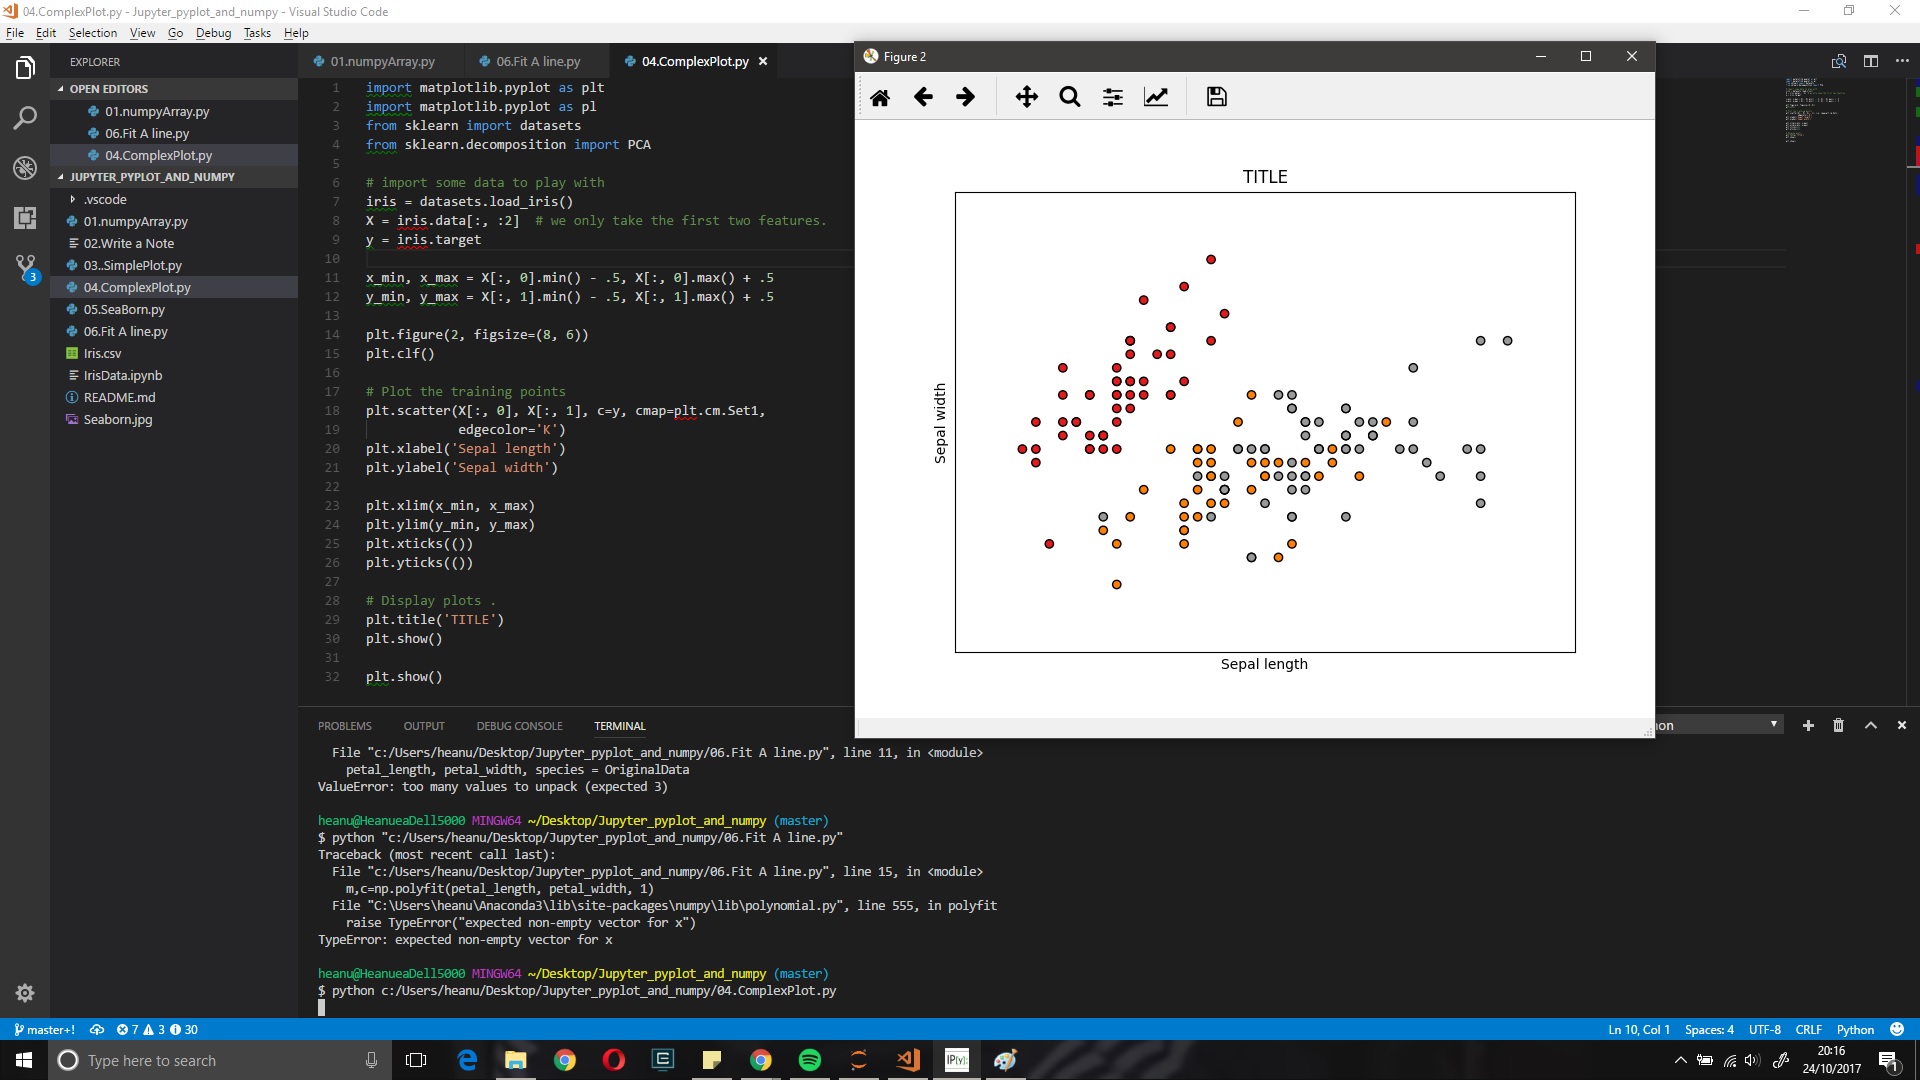 04.ComplexPlot.py - Jupyter_pyplot_and_numpy - Visual Studio Code
File Edit Selection View Go Debug Tasks Help
EXPLORER
OPEN EDITORS
01.numpyArray.py
06.Fit A line.py
04.ComplexPlot.py
JUPYTER_PYPLOT_AND_NUMPY
.vscode
01.numpyArray.py
02.Write a Note
03..SimplePlot.py
04.ComplexPlot.py
05.SeaBorn.py
06.Fit A line.py
Iris.csv
IrisData.ipynb
README.md
Seaborn.jpg
3
01.numpyArray.py 06.Fit A line.py 04.ComplexPlot.py
1 import matplotlib.pyplot as plt
2 import matplotlib.pyplot as pl
3 from sklearn import datasets
4 from sklearn.decomposition import PCA
5
6 # import some data to play with
7 iris = datasets.load_iris()
8 X = iris.data[:, :2]  # we only take the first two features.
9 y = iris.target
10
11 x_min, x_max = X[:, 0].min() - .5, X[:, 0].max() + .5
12 y_min, y_max = X[:, 1].min() - .5, X[:, 1].max() + .5
13
14 plt.figure(2, figsize=(8, 6))
15 plt.clf()
16
17 # Plot the training points
18 plt.scatter(X[:, 0], X[:, 1], c=y, cmap=plt.cm.Set1,
19             edgecolor='K')
20 plt.xlabel('Sepal length')
21 plt.ylabel('Sepal width')
22
23 plt.xlim(x_min, x_max)
24 plt.ylim(y_min, y_max)
25 plt.xticks(())
26 plt.yticks(())
27
28 # Display plots .
29 plt.title('TITLE')
30 plt.show()
31
32 plt.show()
Figure 2
TITLE
Sepal width
Sepal length
PROBLEMS OUTPUT DEBUG CONSOLE TERMINAL
File "c:/Users/heanu/Desktop/Jupyter_pyplot_and_numpy/06.Fit A line.py", line 11, in <module>
petal_length, petal_width, species = OriginalData
ValueError: too many values to unpack (expected 3)
heanu@HeanueaDell5000 MINGW64 ~/Desktop/Jupyter_pyplot_and_numpy (master)
$ python "c:/Users/heanu/Desktop/Jupyter_pyplot_and_numpy/06.Fit A line.py"
Traceback (most recent call last):
File "c:/Users/heanu/Desktop/Jupyter_pyplot_and_numpy/06.Fit A line.py", line 15, in <module>
m,c=np.polyfit(petal_length, petal_width, 1)
File "C:\Users\heanu\Anaconda3\lib\site-packages\numpy\lib\polynomial.py", line 555, in polyfit
raise TypeError("expected non-empty vector for x")
TypeError: expected non-empty vector for x
heanu@HeanueaDell5000 MINGW64 ~/Desktop/Jupyter_pyplot_and_numpy (master)
$ python c:/Users/heanu/Desktop/Jupyter_pyplot_and_numpy/04.ComplexPlot.py
master+! 7 3 30
Ln 10, Col 1 Spaces: 4 UTF-8 CRLF Python
Type here to search
IP[y]:
20:16
24/10/2017
1